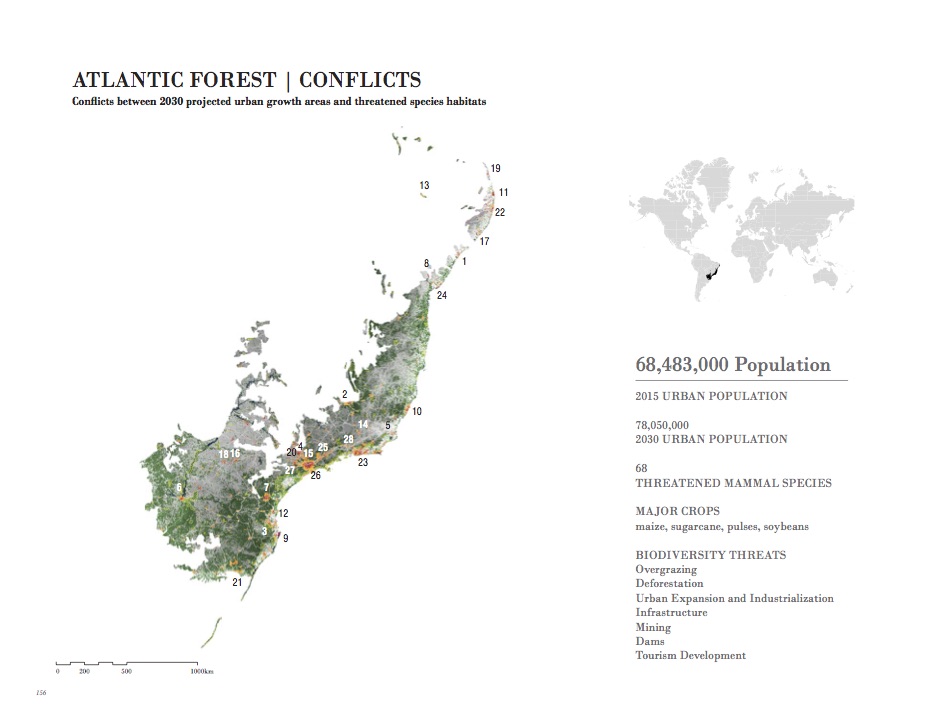 ATLANTIC FOREST | CONFLICTS
Conflicts between 2030 projected urban growth areas and threatened species habitats
19
13
11
22
17
1
8
24
2
10
14
5
28
4
25
20
15
18 16
23
27
26
6
7
12
3
9
21
0 200 500 1000km
156
68,483,000 Population
2015 URBAN POPULATION
78,050,000
2030 URBAN POPULATION
68
THREATENED MAMMAL SPECIES
MAJOR CROPS
maize, sugarcane, pulses, soybeans
BIODIVERSITY THREATS
Overgrazing
Deforestation
Urban Expansion and Industrialization
Infrastructure
Mining
Dams
Tourism Development